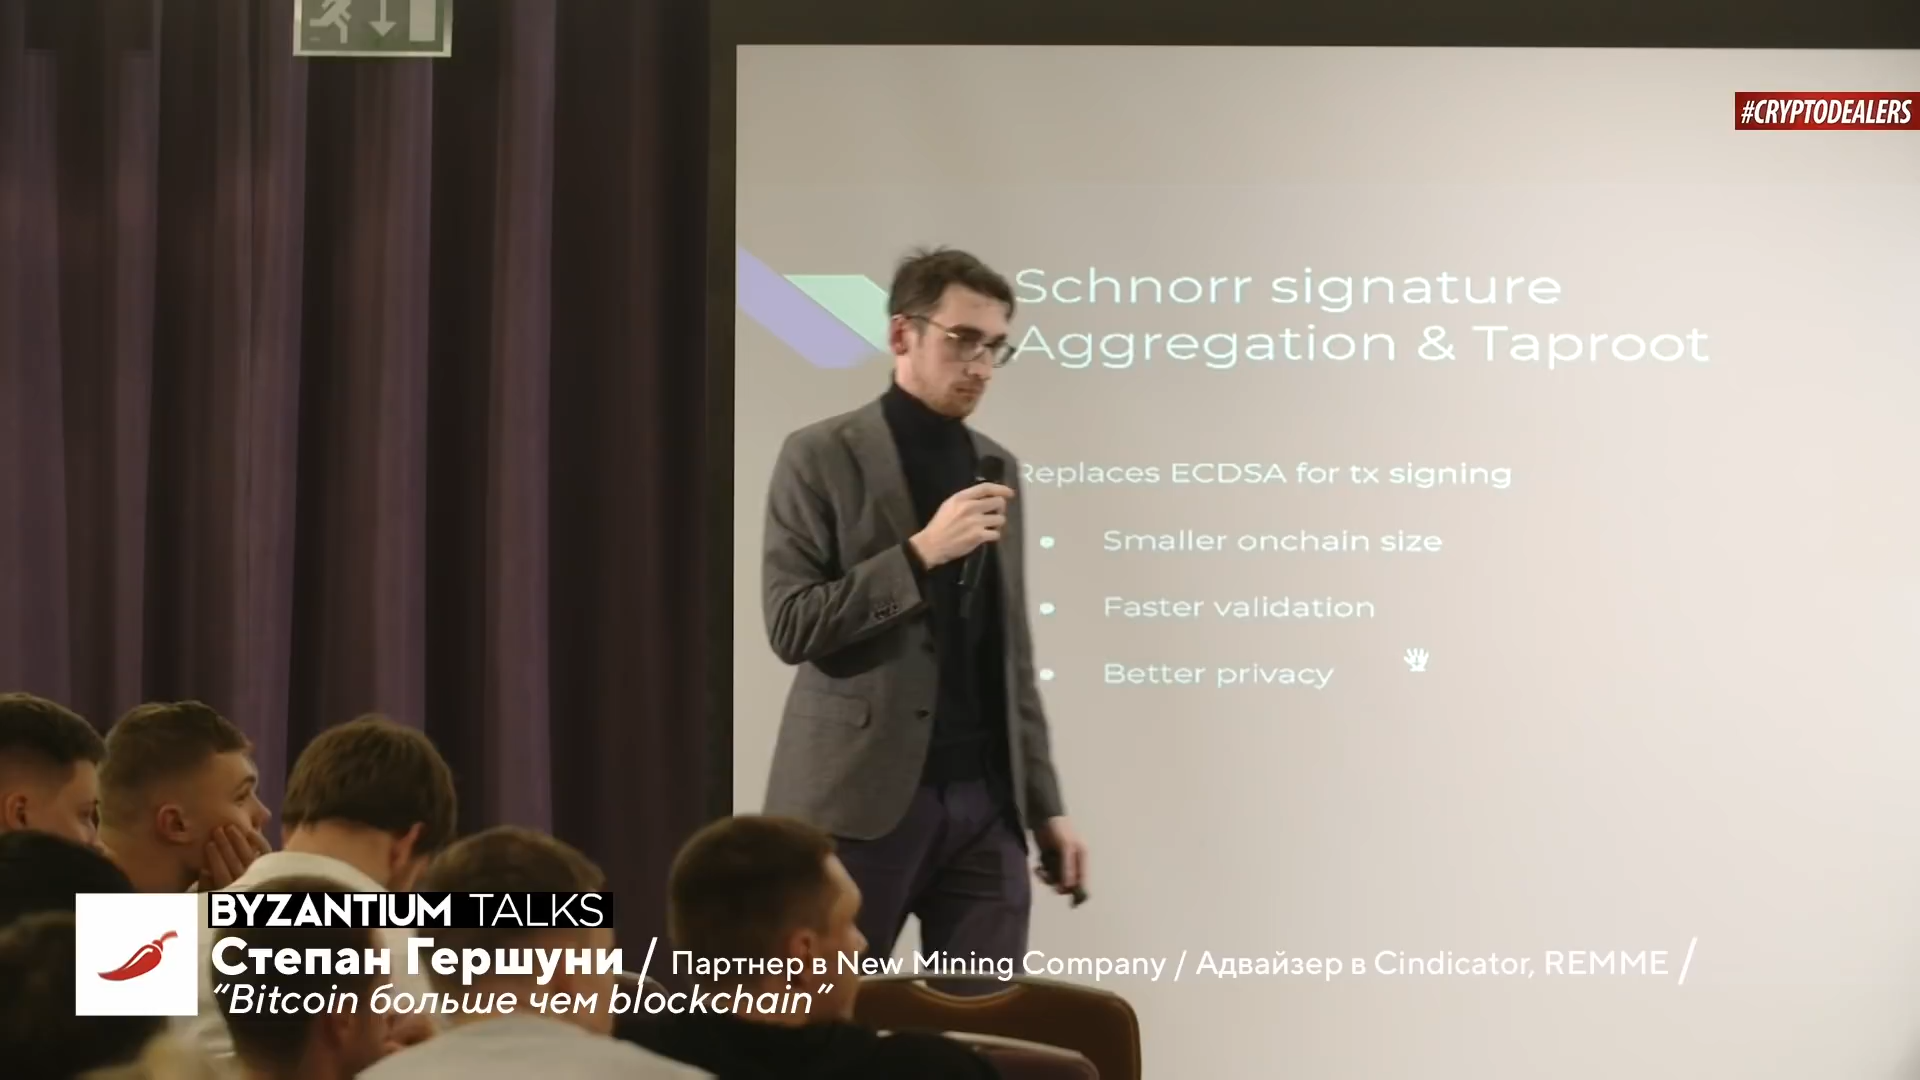 #CRYPTODEALERS
Schnorr signature
Aggregation & Taproot
Replaces ECDSA for tx signing
• Smaller onchain size
• Faster validation
• Better privacy
BYZANTIUM TALKS
Степан Гершуни / Партнер в New Mining Company / Адвайзер в Cindicator, REMME /
“Bitcoin больше чем blockchain”